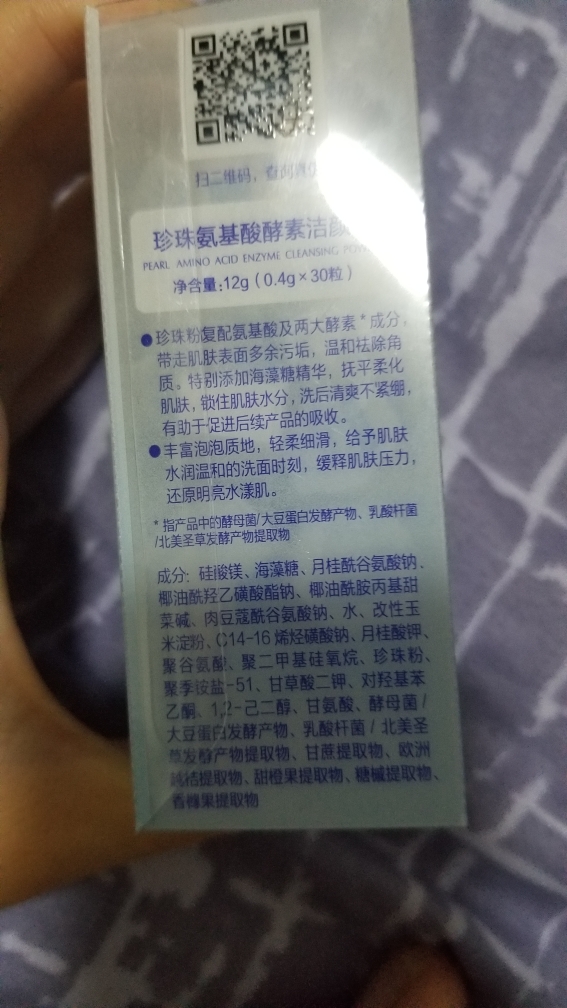 扫二维码，查询真伪
珍珠氨基酸酵素洁颜
PEARL AMINO ACID ENZYME CLEANSING
净含量:12g（0.4g×30粒）
●珍珠粉复配氨基酸及两大酵素*成分，
带走肌肤表面多余污垢，温和祛除角
质。特别添加海藻糖精华，抚平柔化
肌肤，锁住肌肤水分，洗后清爽不紧绷，
有助于促进后续产品的吸收。
●丰富泡泡质地，轻柔细滑，给予肌肤
水润温和的洗面时刻，缓释肌肤压力，
还原明亮水漾肌。
*指产品中的酵母菌/大豆蛋白发酵产物、乳酸杆菌
/北美圣草发酵产物提取物
成分：硅酸镁、海藻糖、月桂酰谷氨酸钠、
椰油酰羟乙磺酸酯钠、椰油酰胺丙基甜
菜碱、肉豆蔻酰谷氨酸钠、水、改性玉
米淀粉、C14-16烯烃磺酸钠、月桂酸钾、
聚谷氨酸、聚二甲基硅氧烷、珍珠粉、
聚季铵盐-51、甘草酸二钾、对羟基苯
乙酮、1,2-己二醇、甘氨酸、酵母菌/
大豆蛋白发酵产物、乳酸杆菌/北美圣
草发酵产物提取物、甘蔗提取物、欧洲
越桔提取物、甜橙果提取物、糖槭提取物、
香橼果提取物